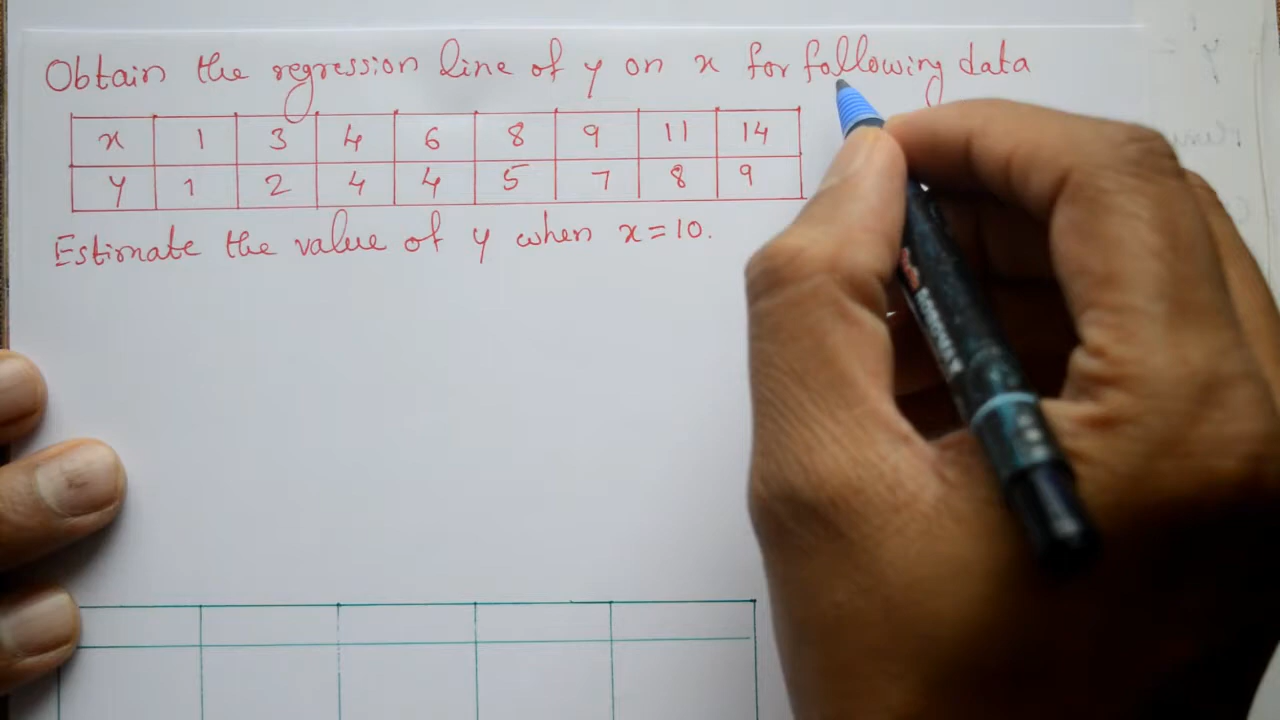 Obtain the regression line of y on x for following data
x 1 3 4 6 8 9 11 14
y 1 2 4 4 5 7 8 9
Estimate the value of y when x=10.